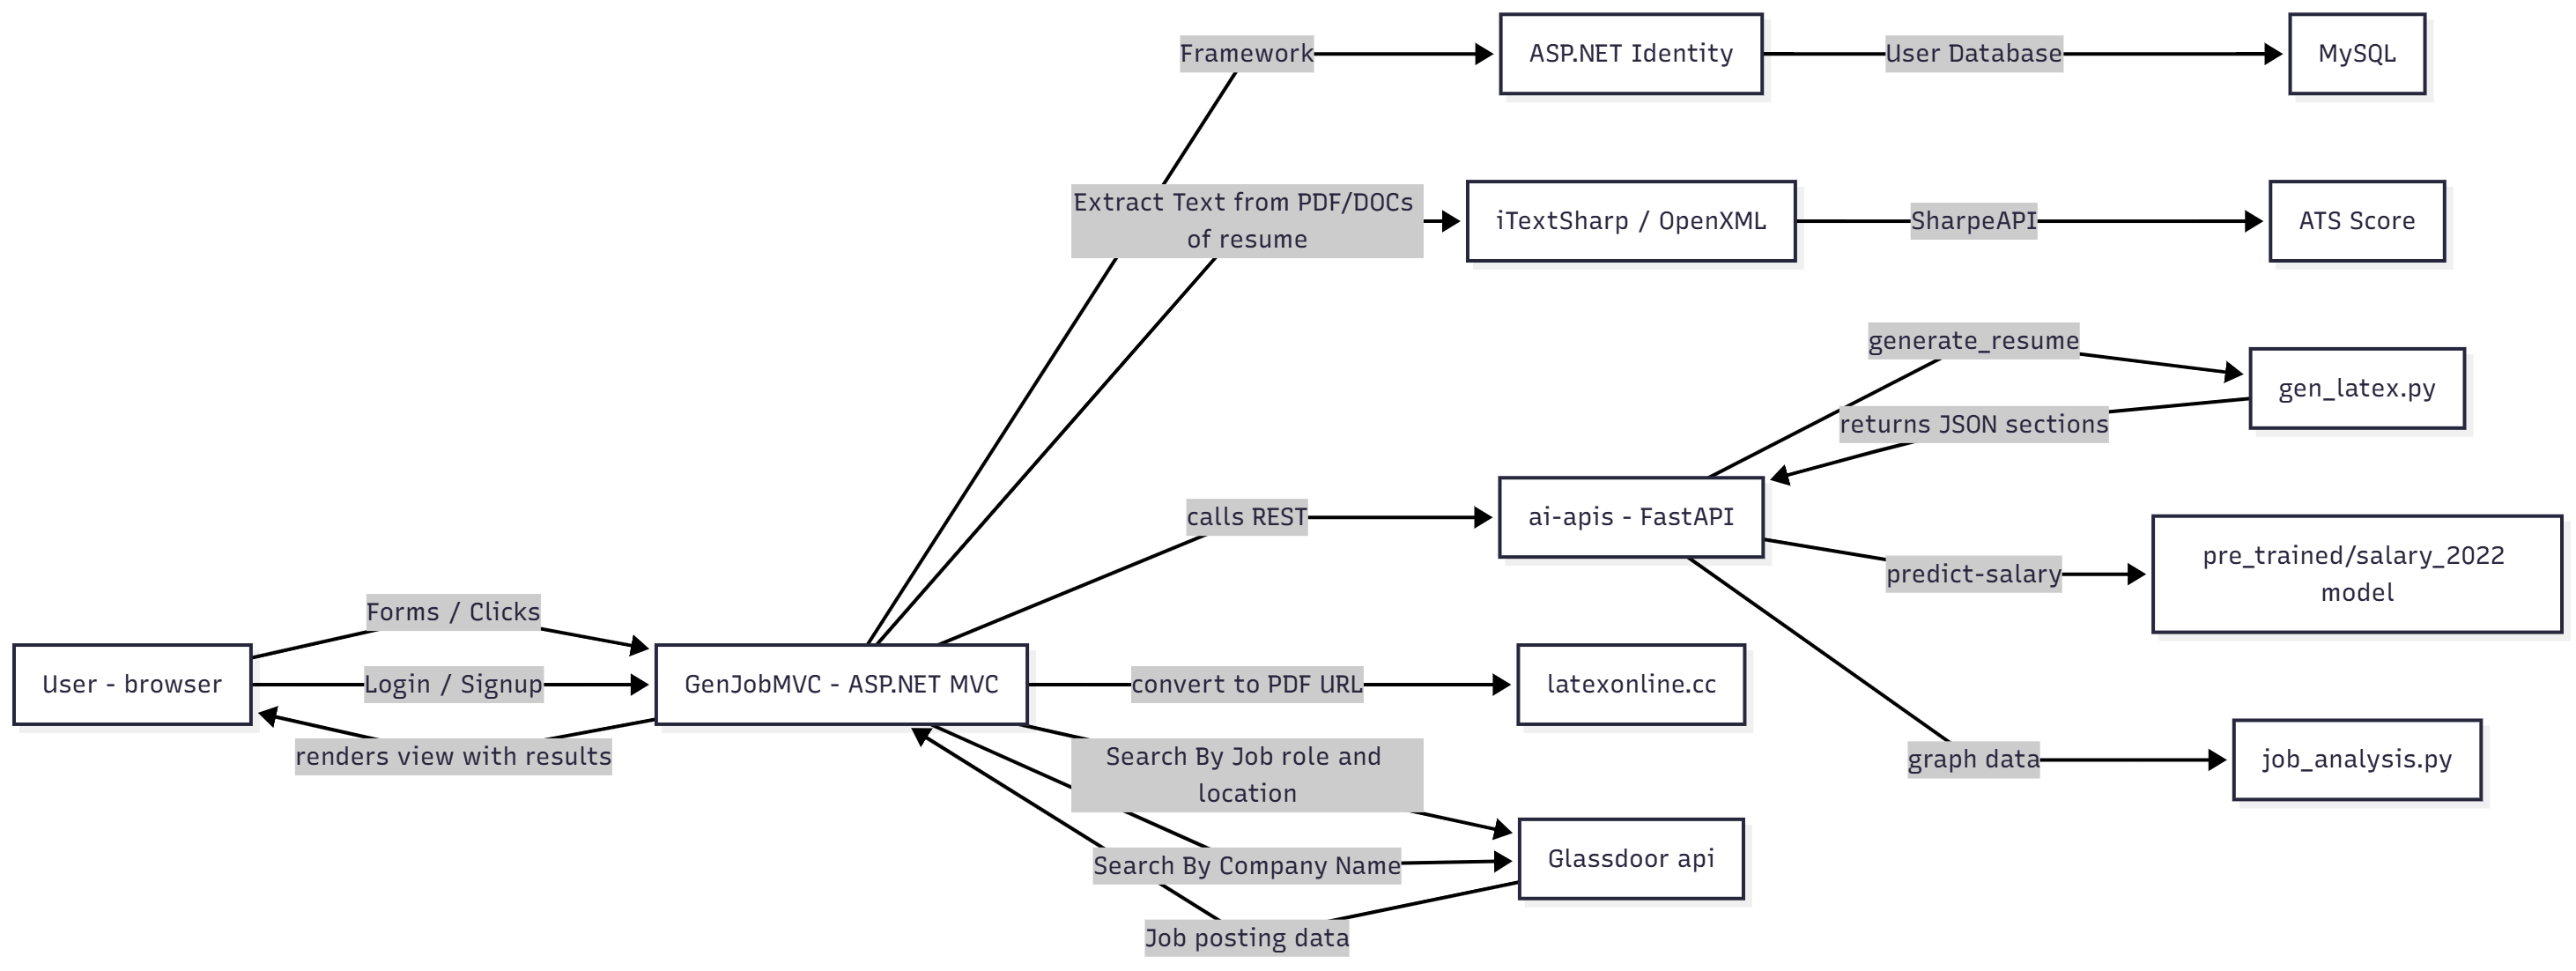 Framework
ASP.NET Identity
User Database
MySQL
Extract Text from PDF/DOCs
of resume
iTextSharp / OpenXML
SharpeAPI
ATS Score
generate_resume
gen_latex.py
returns JSON sections
calls REST
ai-apis - FastAPI
predict-salary
pre_trained/salary_2022
model
Forms / Clicks
User - browser
Login / Signup
GenJobMVC - ASP.NET MVC
convert to PDF URL
latexonline.cc
renders view with results
Search By Job role and
location
graph data
job_analysis.py
Search By Company Name
Glassdoor api
Job posting data